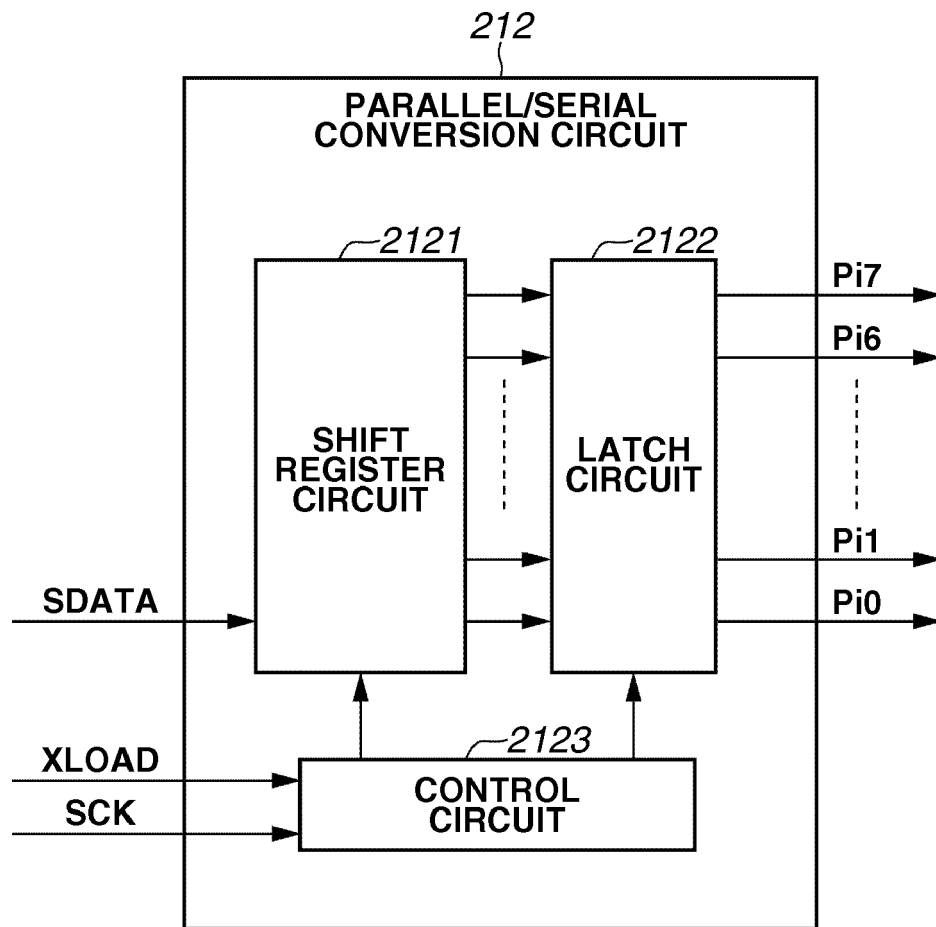 212
PARALLEL/SERIAL
CONVERSION CIRCUIT
2121
2122
Pi7
Pi6
SHIFT
REGISTER
CIRCUIT
LATCH
CIRCUIT
Pi1
Pi0
SDATA
2123
XLOAD
SCK
CONTROL
CIRCUIT